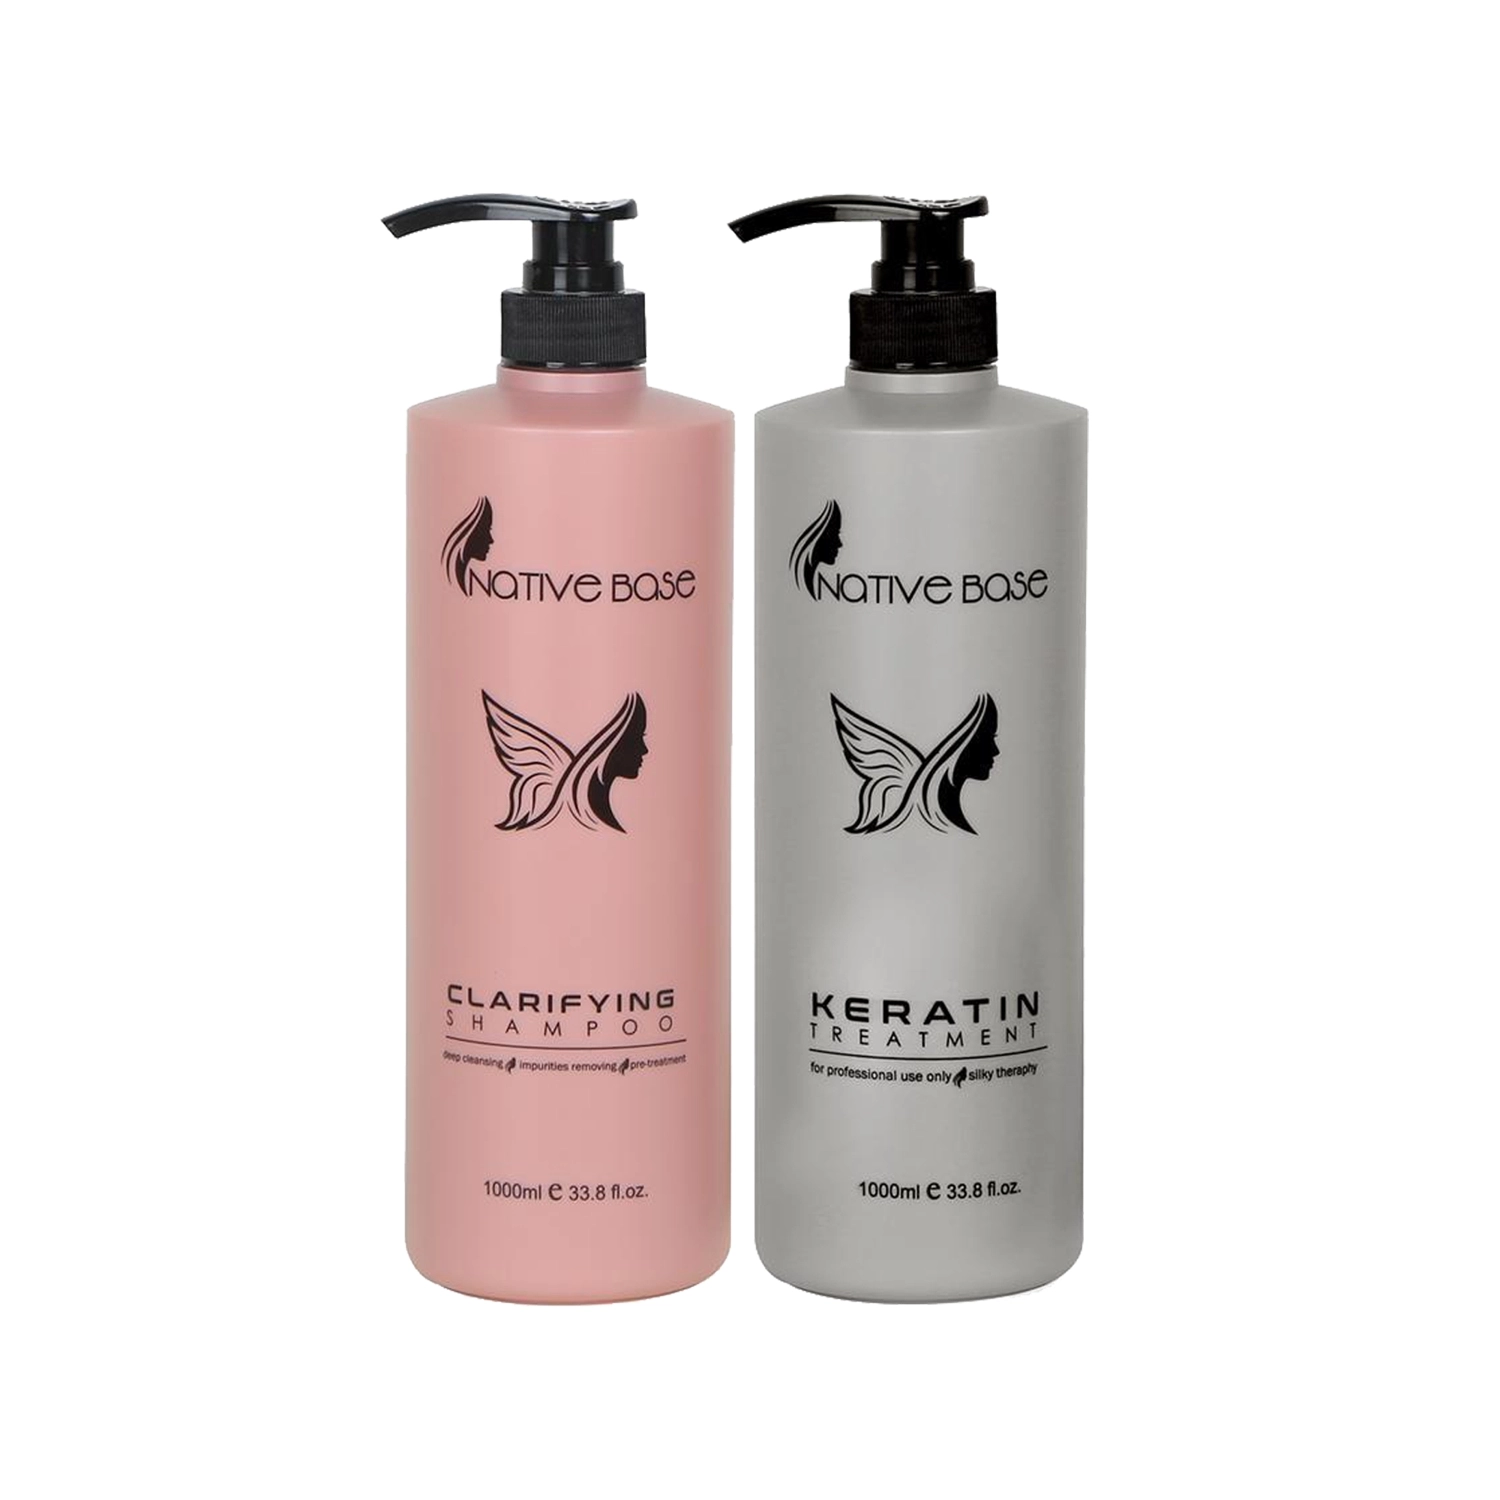 NATIVE BASE
CLARIFYING
SHAMPOO
deep cleansing impurities removing pre-treatment
1000ml e 33.8 fl.oz.
NATIVE BASE
KERATIN
TREATMENT
for professional use only silky theraphy
1000ml e 33.8 fl.oz.